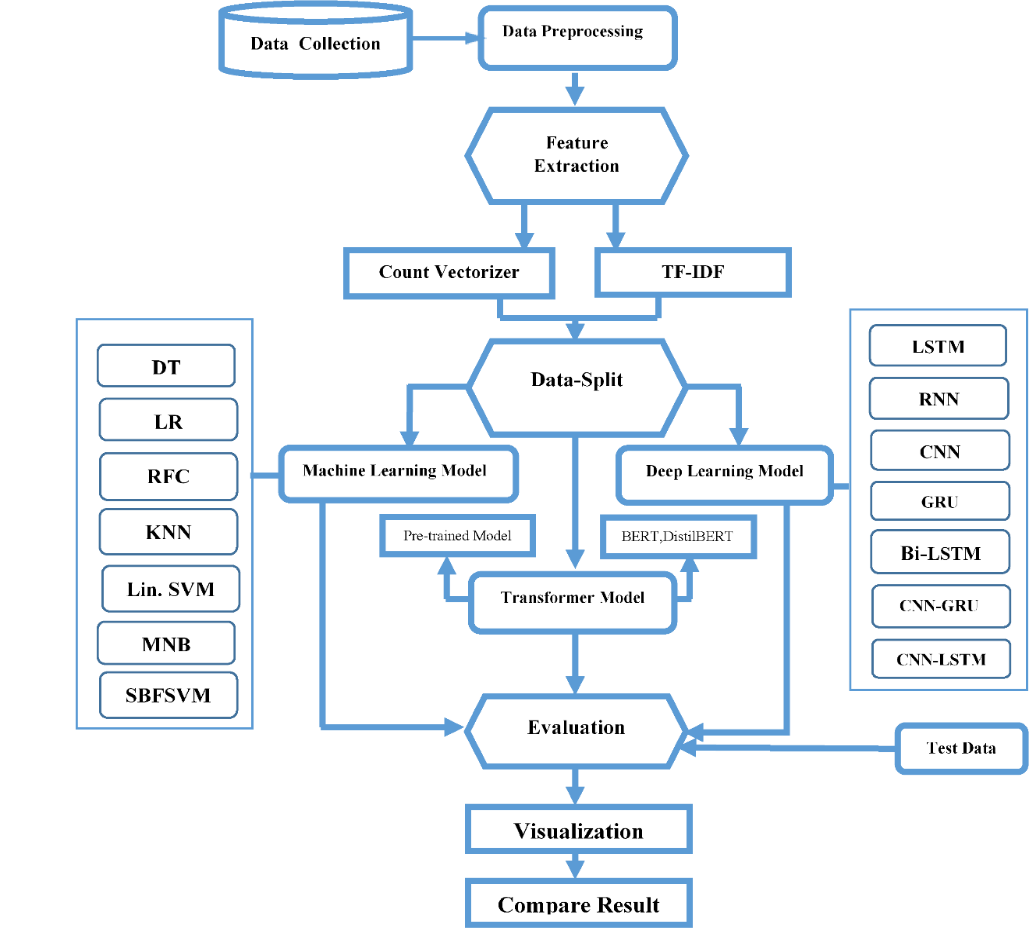 Data Collection
Data Preprocessing
Feature
Extraction
Count Vectorizer
TF-IDF
Data-Split
DT
LR
RFC
KNN
Lin. SVM
MNB
SBFSVM
Machine Learning Model
Deep Learning Model
LSTM
RNN
CNN
GRU
Bi-LSTM
CNN-GRU
CNN-LSTM
Pre-trained Model
BERT,DistilBERT
Transformer Model
Evaluation
Test Data
Visualization
Compare Result